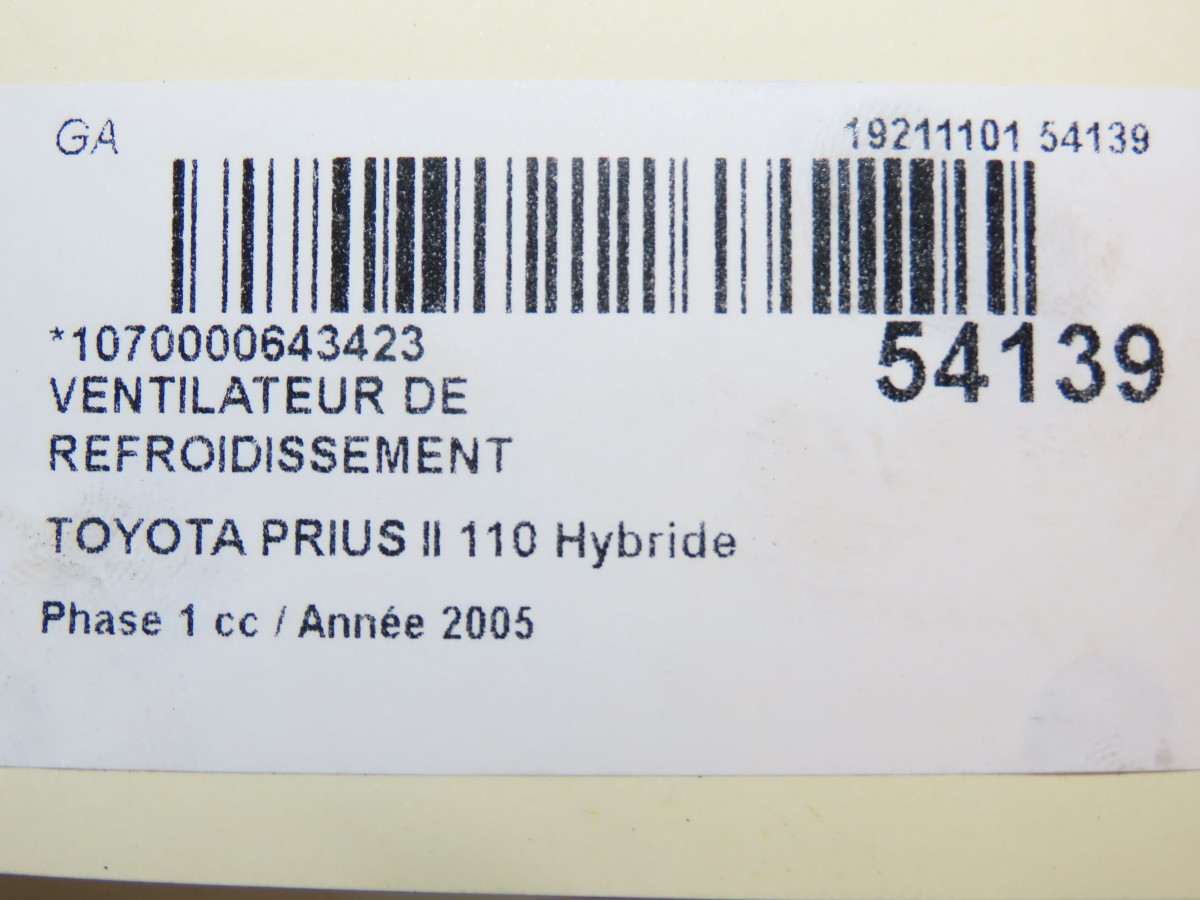 GA
19211101 54139
*1070000643423
54139
VENTILATEUR DE
REFROIDISSEMENT
TOYOTA PRIUS II 110 Hybride
Phase 1 cc / Année 2005